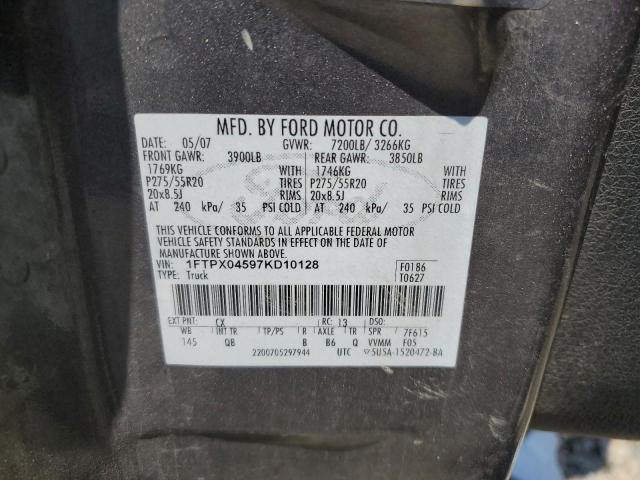 MFD. BY FORD MOTOR CO.
DATE: 05/07 GVWR: 7200LB/ 3266KG
FRONT GAWR: 3900LB REAR GAWR: 3850LB
1769KG WITH 1746KG WITH
P275/55R20 TIRES P275/55R20 TIRES
20x8.5J RIMS 20x8.5J RIMS
AT 240 kPa/ 35 PSI COLD AT 240 kPa/ 35 PSI COLD
THIS VEHICLE CONFORMS TO ALL APPLICABLE FEDERAL MOTOR
VEHICLE SAFETY STANDARDS IN EFFECT ON THE DATE OF
MANUFACTURE SHOWN ABOVE.
VIN: 1FTPX04597KD10128 F0186
TYPE: Truck T0627
EXT PNT: CX RC: 13 DSO:
WB INT TR TP/PS R AXLE TR SPR 7F615
145 QB B B6 Q VVMM F05
2200705297944 UTC 5U5A-1520472-BA